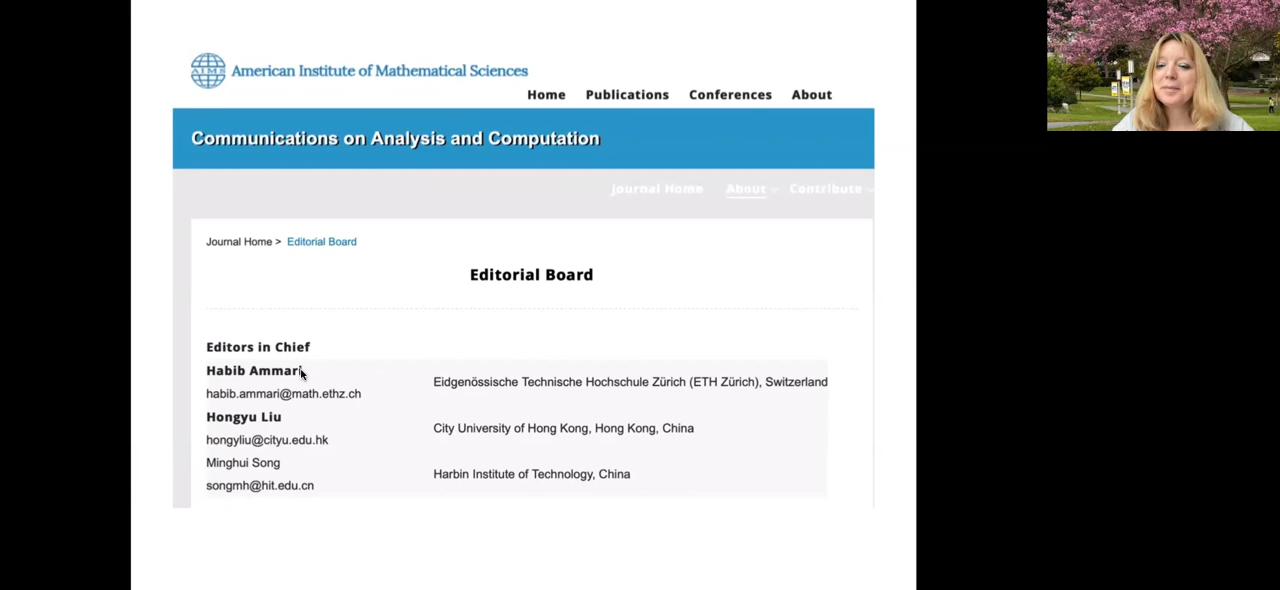 AIMS
American Institute of Mathematical Sciences
Home Publications Conferences About
Communications on Analysis and Computation
Journal Home About Contribute
Journal Home > Editorial Board
Editorial Board
Editors in Chief
Habib Ammari
Eidgenössische Technische Hochschule Zürich (ETH Zürich), Switzerland
habib.ammari@math.ethz.ch
Hongyu Liu
City University of Hong Kong, Hong Kong, China
hongyliu@cityu.edu.hk
Minghui Song
Harbin Institute of Technology, China
songmh@hit.edu.cn